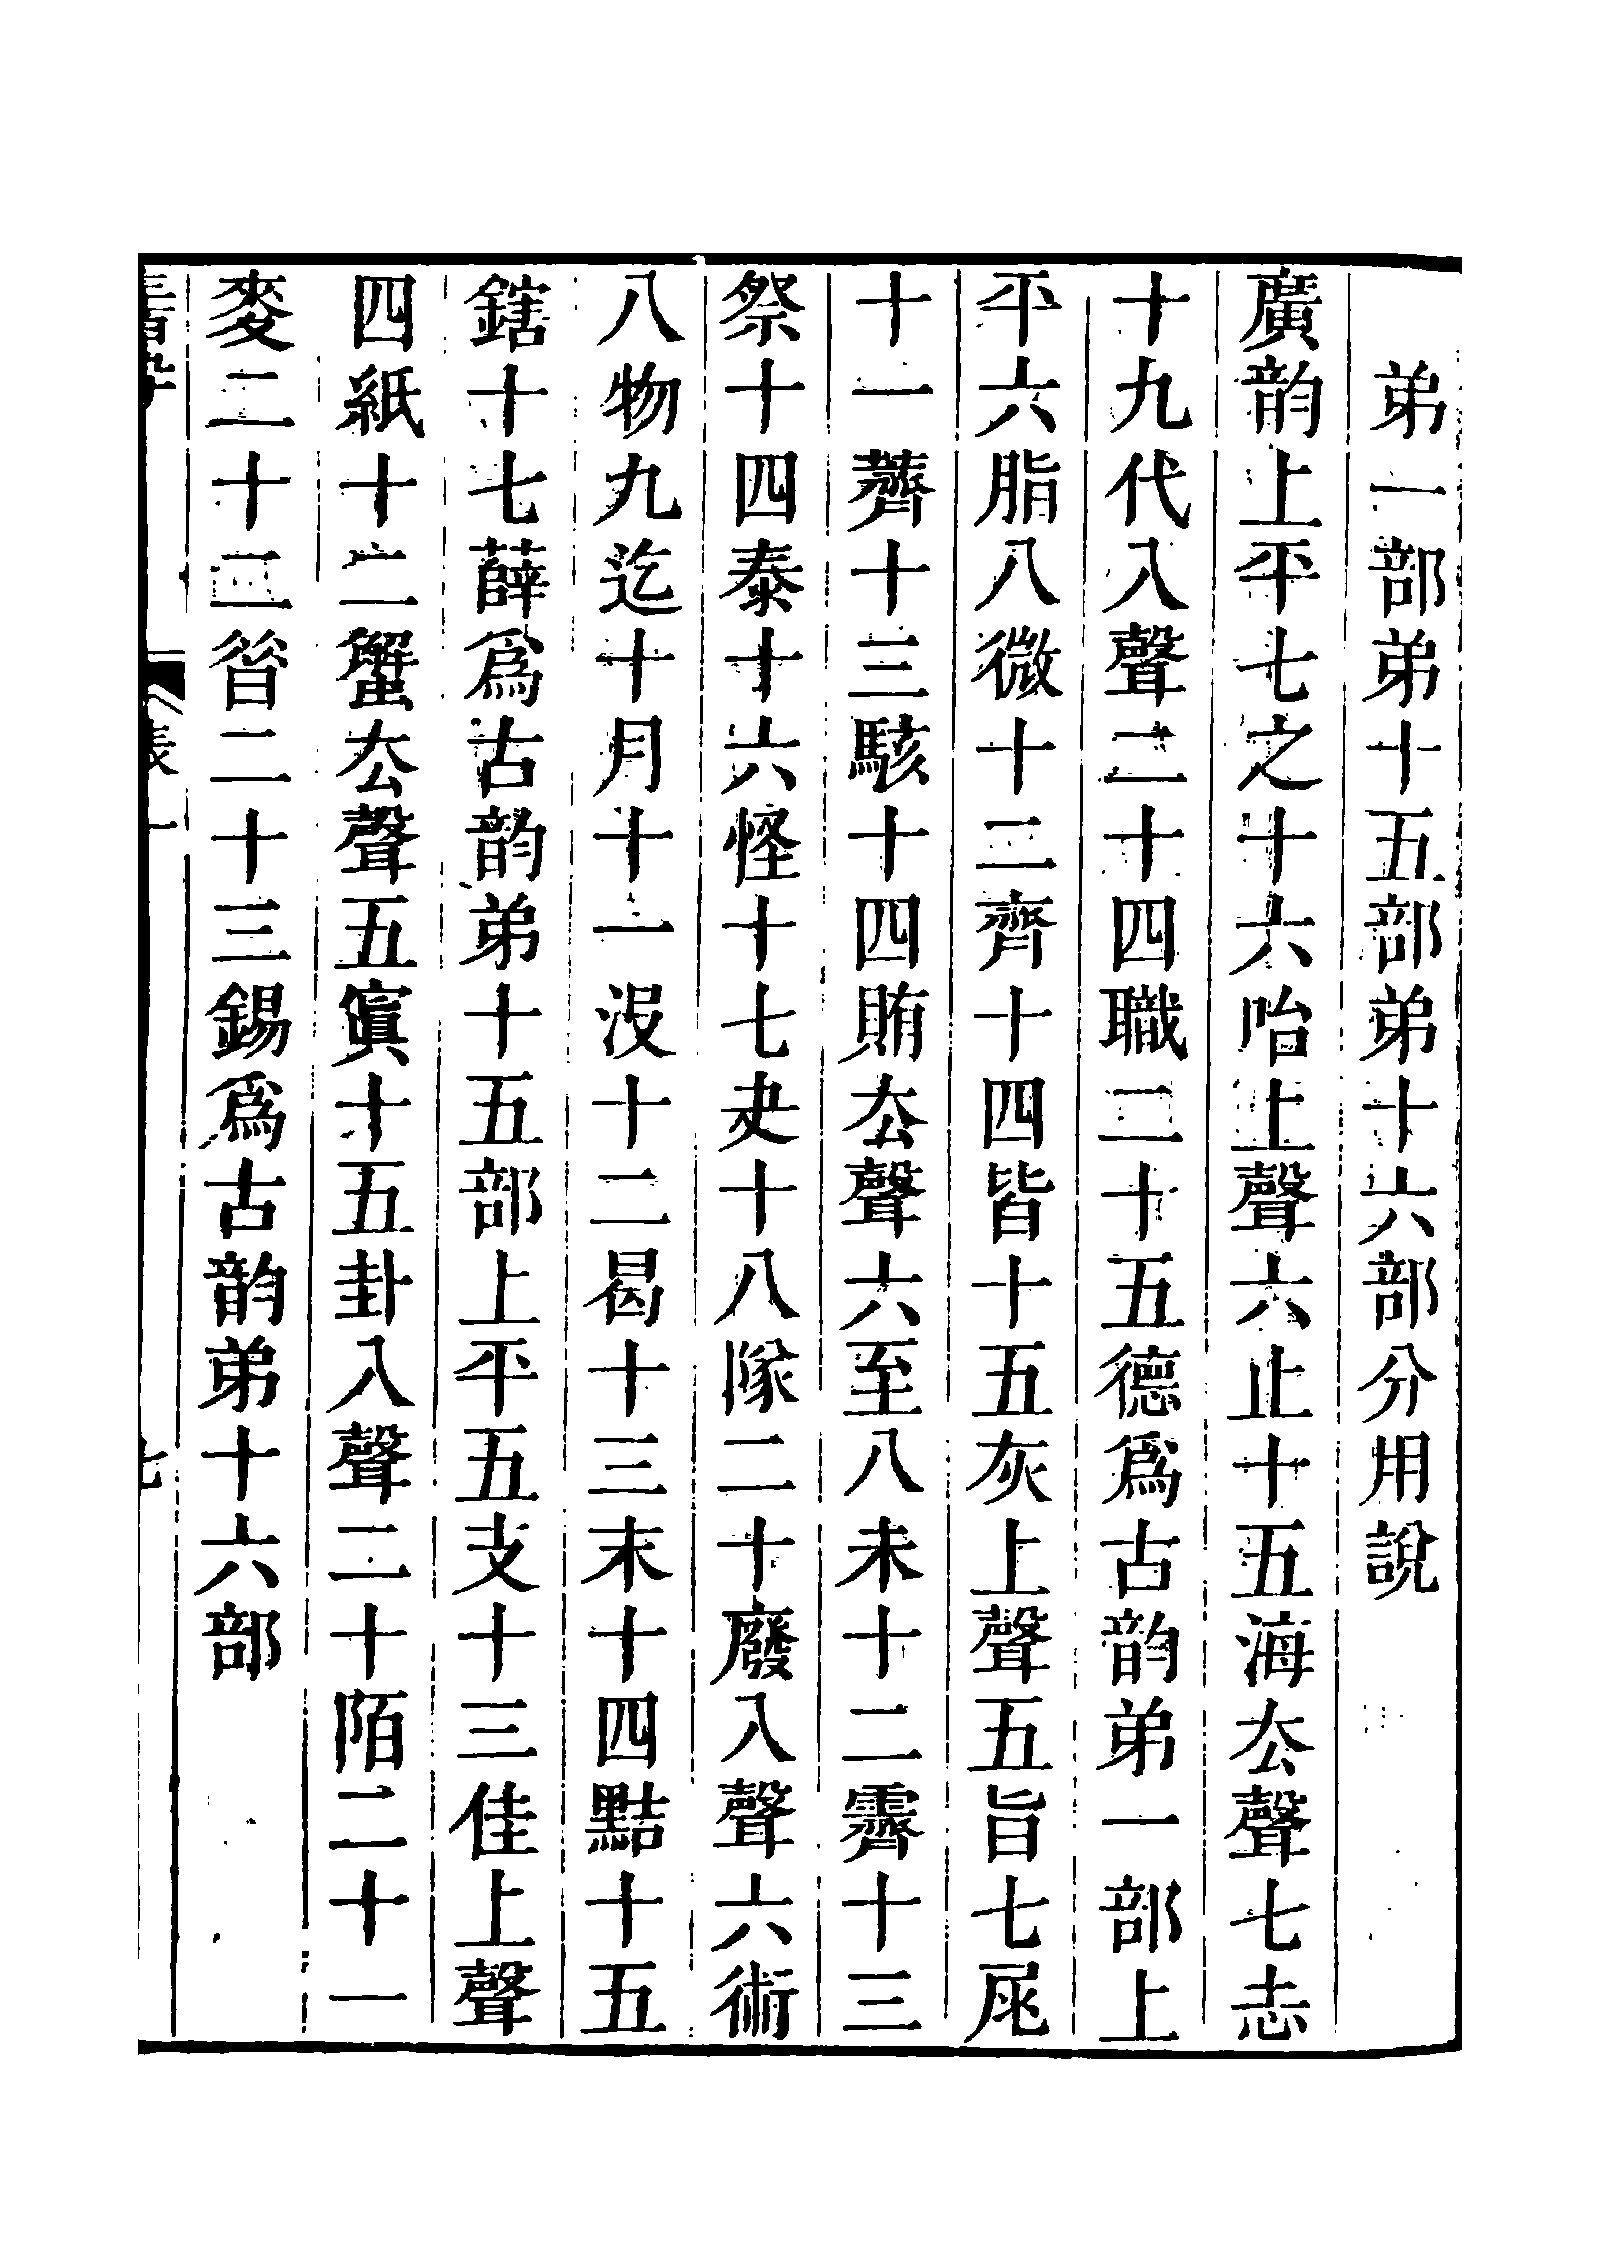 弟一部弟十五部弟十六部分用說
廣韵上平七之十六咍上聲六止十五海厺聲七志
十九代入聲二十四職二十五德爲古韵弟一部上
平六脂八微十二齊十四皆十五灰上聲五旨七尾
十一薺十三駭十四賄厺聲六至八未十二霽十三
祭十四泰十六怪十七夬十八隊二十廢入聲六術
八物九迄十月十一沒十二曷十三末十四黠十五
鎋十七薛爲古韵弟十五部上平五支十三佳上聲
四紙十二蟹厺聲五寘十五卦入聲二十陌二十一
麥二十二昝二十三錫爲古韵弟十六部
表一
七